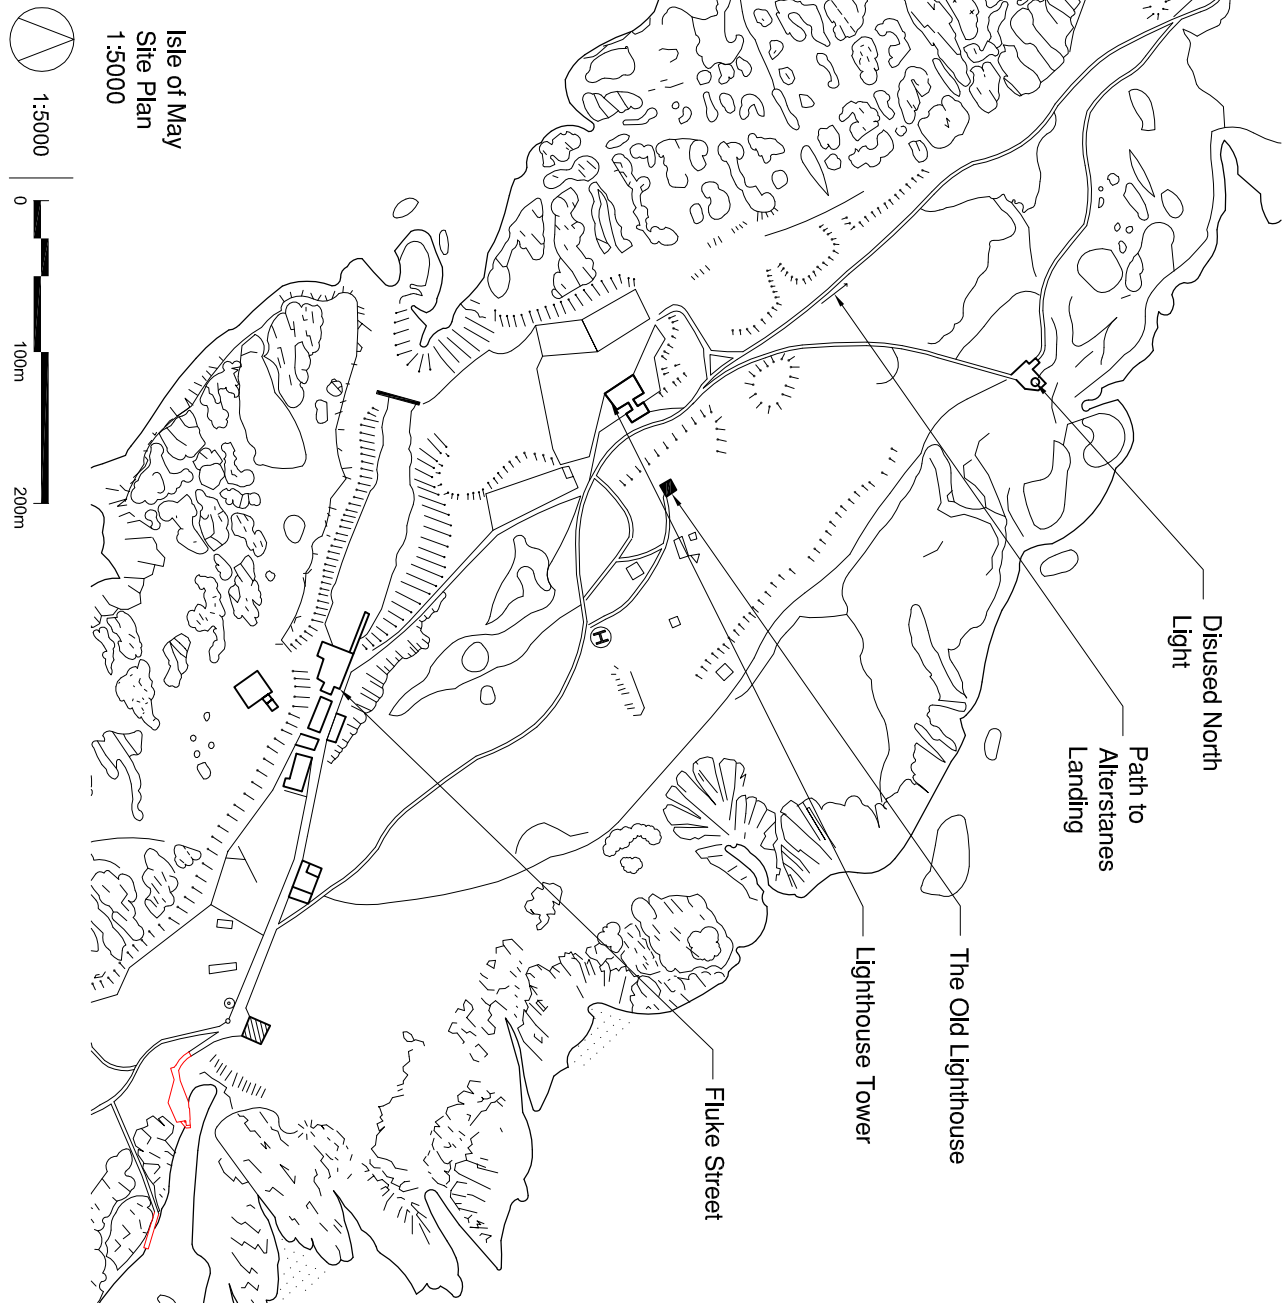 Isle of May
Site Plan
1:5000
1:5000
0
100m
200m
Disused North
Light
Path to
Alterstanes
Landing
The Old Lighthouse
Lighthouse Tower
Fluke Street
H